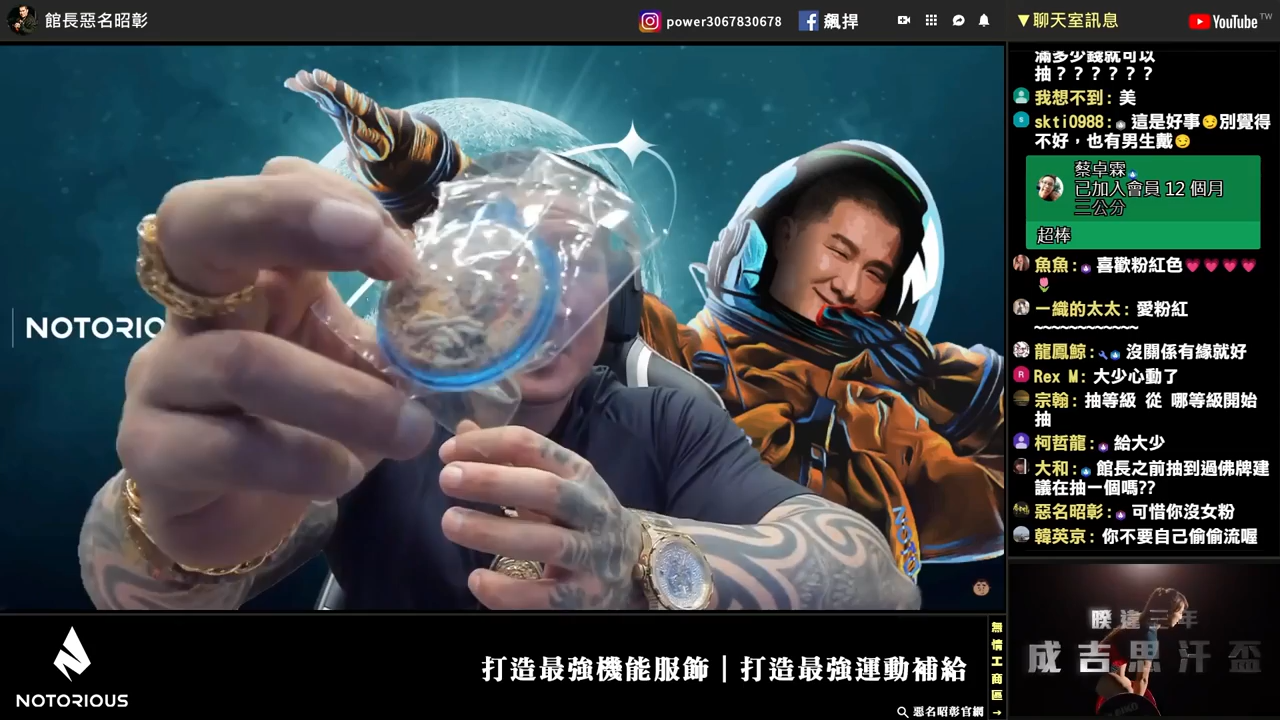 館長惡名昭彰
power3067830678
飆捍
▼聊天室訊息
YouTube TW
滿多少錢就可以
抽？？？？？？
我想不到: 美
skti0988: 這是好事😏別覺得
不好，也有男生戴😏
蔡卓霖
已加入會員 12 個月
二公分
超棒
魚魚: 喜歡粉紅色💗💗💗💗
🌷
一織的太太: 愛粉紅
~~~~~~~~~~~~~
龍鳳鯨: 沒關係有緣就好
Rex M: 大少心動了
宗翰: 抽等級 從 哪等級開始
抽
柯哲龍: 給大少
大和: 館長之前抽到過佛牌建
議在抽一個嗎??
惡名昭彰: 可惜你沒女粉
韓英京: 你不要自己偷偷流喔
NOTORIO
打造最強機能服飾｜打造最強運動補給
NOTORIOUS
惡名昭彰官網
無情工商區→
睽違三年
成吉思汗盃